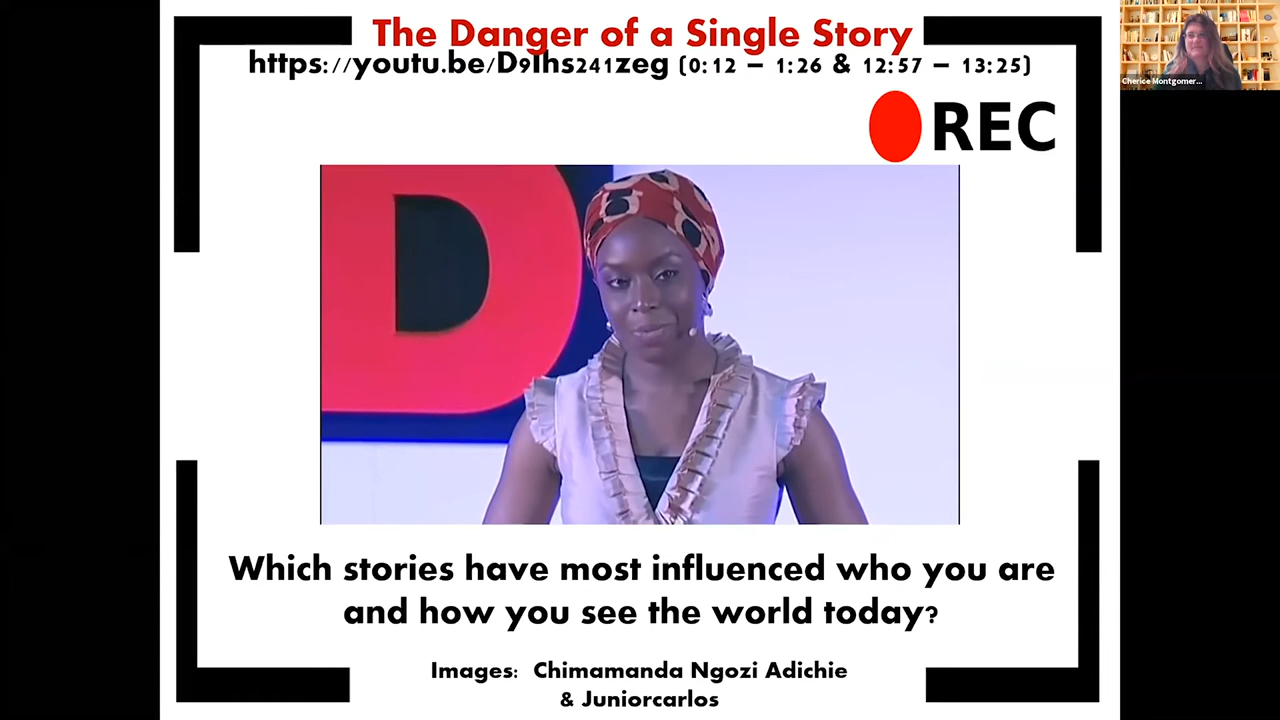 The Danger of a Single Story
https://youtu.be/D9Ihs241zeg (0:12 – 1:26 & 12:57 – 13:25)
Cherice Montgomer...
REC
D
Which stories have most influenced who you are
and how you see the world today?
Images: Chimamanda Ngozi Adichie
& Juniorcarlos